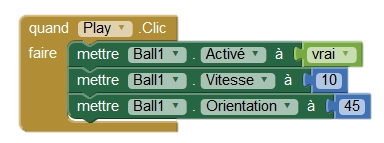 quand Play .Clic
faire mettre Ball1 . Activé à vrai
mettre Ball1 . Vitesse à 10
mettre Ball1 . Orientation à 45